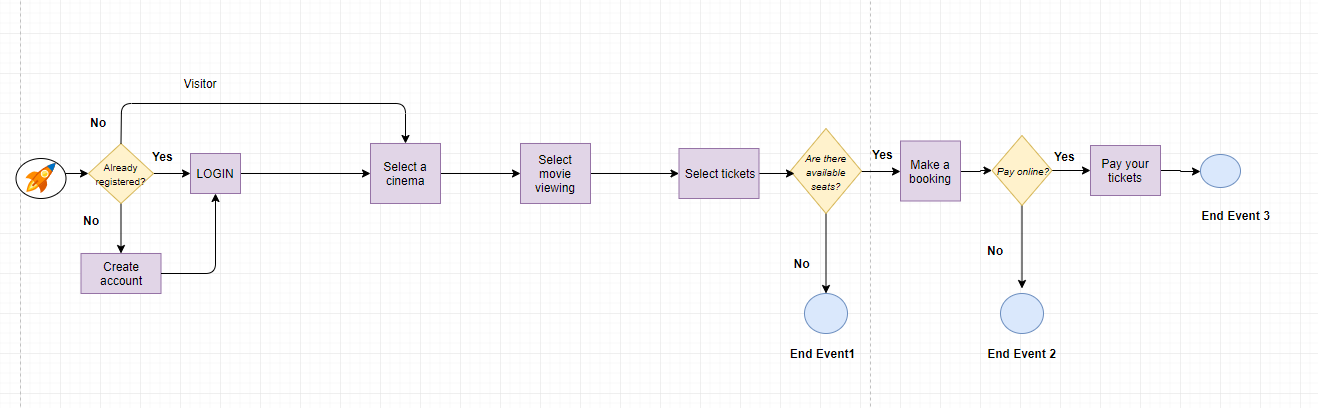 Visitor
No
Already
registered?
Yes
LOGIN
No
Create
account
Select a
cinema
Select
movie
viewing
Select tickets
Are there
available
seats?
Yes
No
End Event1
Make a
booking
Pay online?
Yes
No
End Event 2
Pay your
tickets
End Event 3